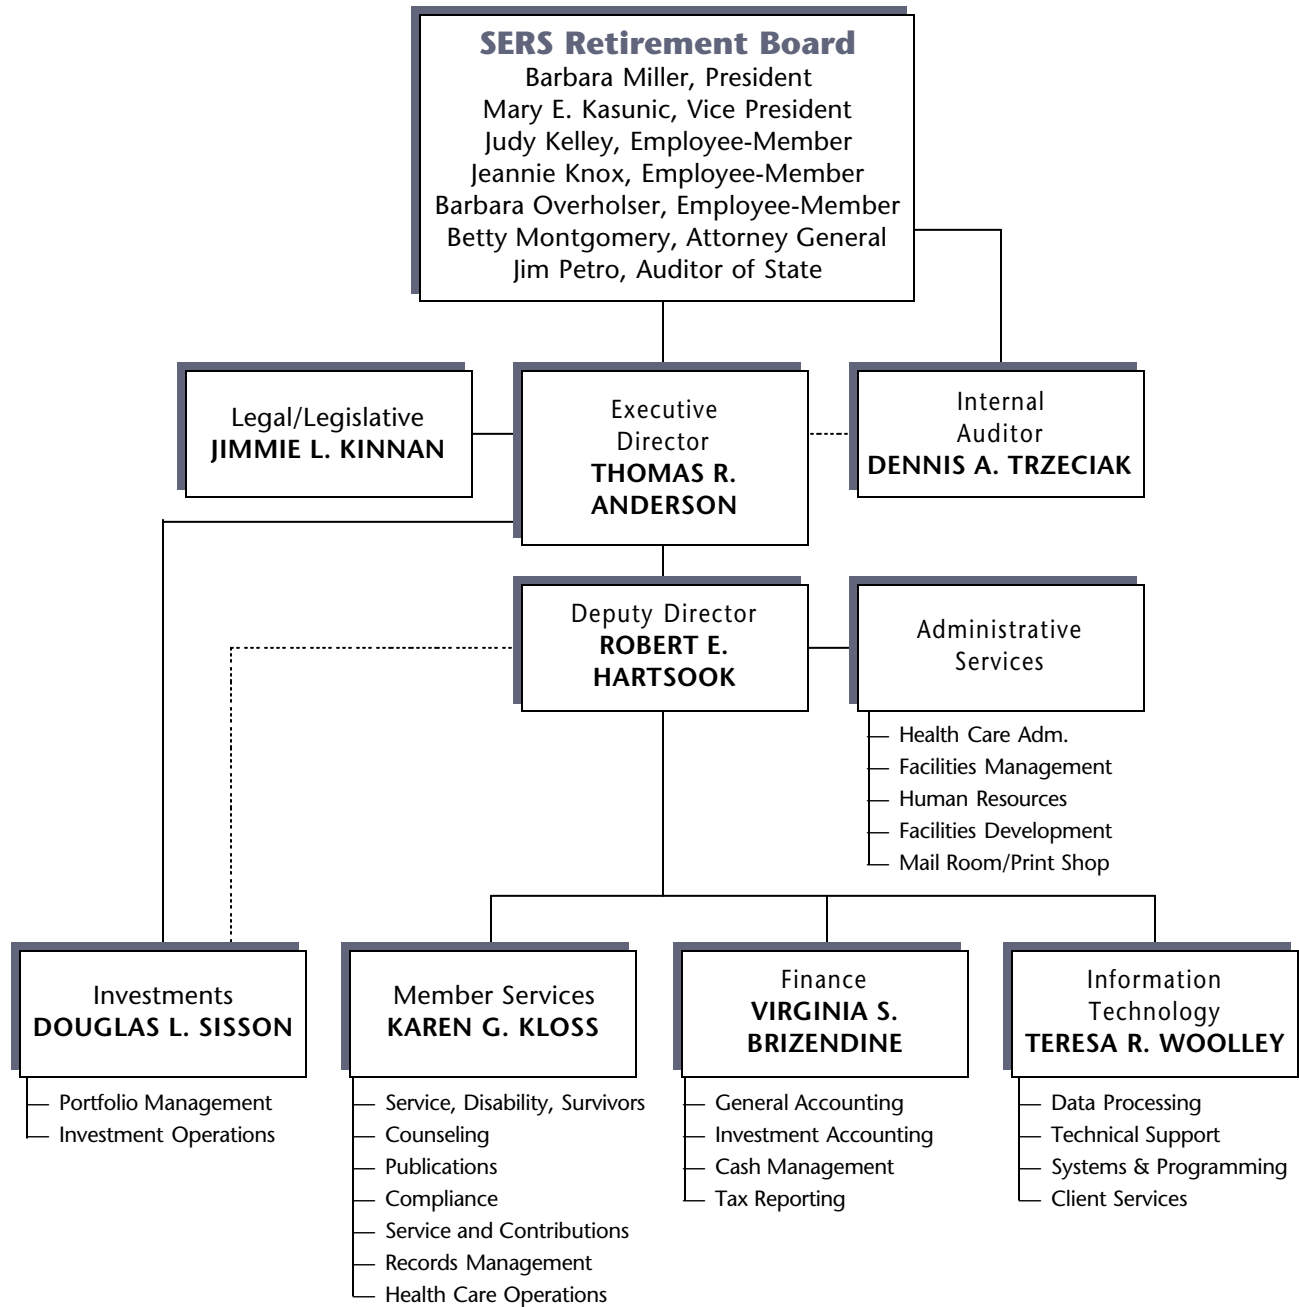 SERS Retirement Board
Barbara Miller, President
Mary E. Kasunic, Vice President
Judy Kelley, Employee-Member
Jeannie Knox, Employee-Member
Barbara Overholser, Employee-Member
Betty Montgomery, Attorney General
Jim Petro, Auditor of State
Legal/Legislative
JIMMIE L. KINNAN
Executive
Director
THOMAS R.
ANDERSON
Internal
Auditor
DENNIS A. TRZECIAK
Deputy Director
ROBERT E.
HARTSOOK
Administrative
Services
Health Care Adm.
Facilities Management
Human Resources
Facilities Development
Mail Room/Print Shop
Investments
DOUGLAS L. SISSON
Portfolio Management
Investment Operations
Member Services
KAREN G. KLOSS
Service, Disability, Survivors
Counseling
Publications
Compliance
Service and Contributions
Records Management
Health Care Operations
Finance
VIRGINIA S.
BRIZENDINE
General Accounting
Investment Accounting
Cash Management
Tax Reporting
Information
Technology
TERESA R. WOOLLEY
Data Processing
Technical Support
Systems & Programming
Client Services